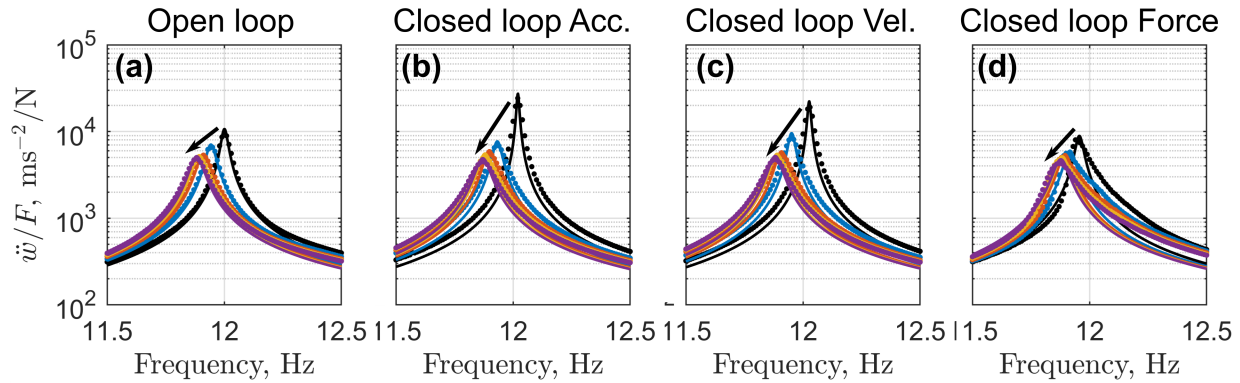 Open loop Closed loop Acc. Closed loop Vel. Closed loop Force
(a) (b) (c) (d)
10^5
10^4
10^3
10^2
ẅ/F, ms^−2/N
11.5 12 12.5 11.5 12 12.5 11.5 12 12.5 11.5 12 12.5
Frequency, Hz Frequency, Hz Frequency, Hz Frequency, Hz